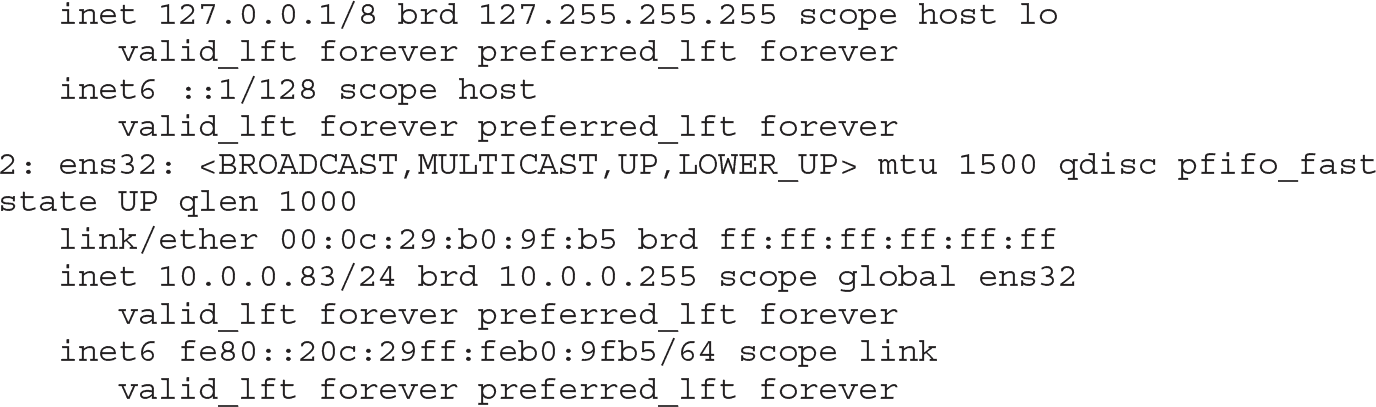 inet 127.0.0.1/8 brd 127.255.255.255 scope host lo
valid_lft forever preferred_lft forever
inet6 ::1/128 scope host
valid_lft forever preferred_lft forever
2: ens32: <BROADCAST,MULTICAST,UP,LOWER_UP> mtu 1500 qdisc pfifo_fast
state UP qlen 1000
link/ether 00:0c:29:b0:9f:b5 brd ff:ff:ff:ff:ff:ff
inet 10.0.0.83/24 brd 10.0.0.255 scope global ens32
valid_lft forever preferred_lft forever
inet6 fe80::20c:29ff:feb0:9fb5/64 scope link
valid_lft forever preferred_lft forever